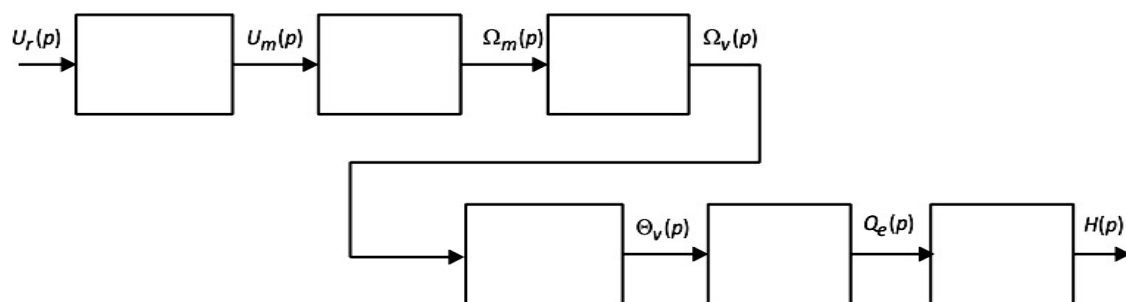 U_r(p) U_m(p) Ω_m(p) Ω_v(p)
Θ_v(p) Q_e(p) H(p)